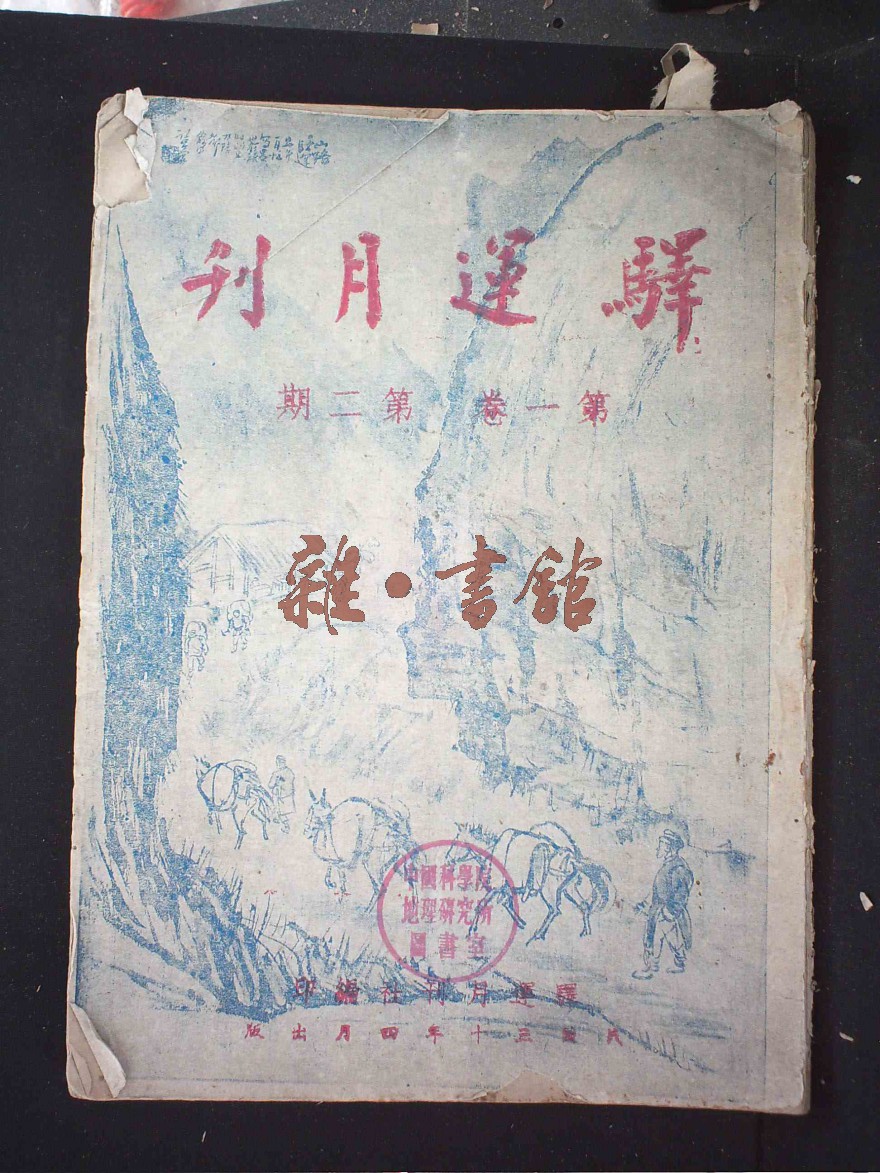 驛運月刊
第一卷 第二期
雜·書館
中國科學院
地理研究所
圖書室
驛運月刊社編印
民國三十年四月出版